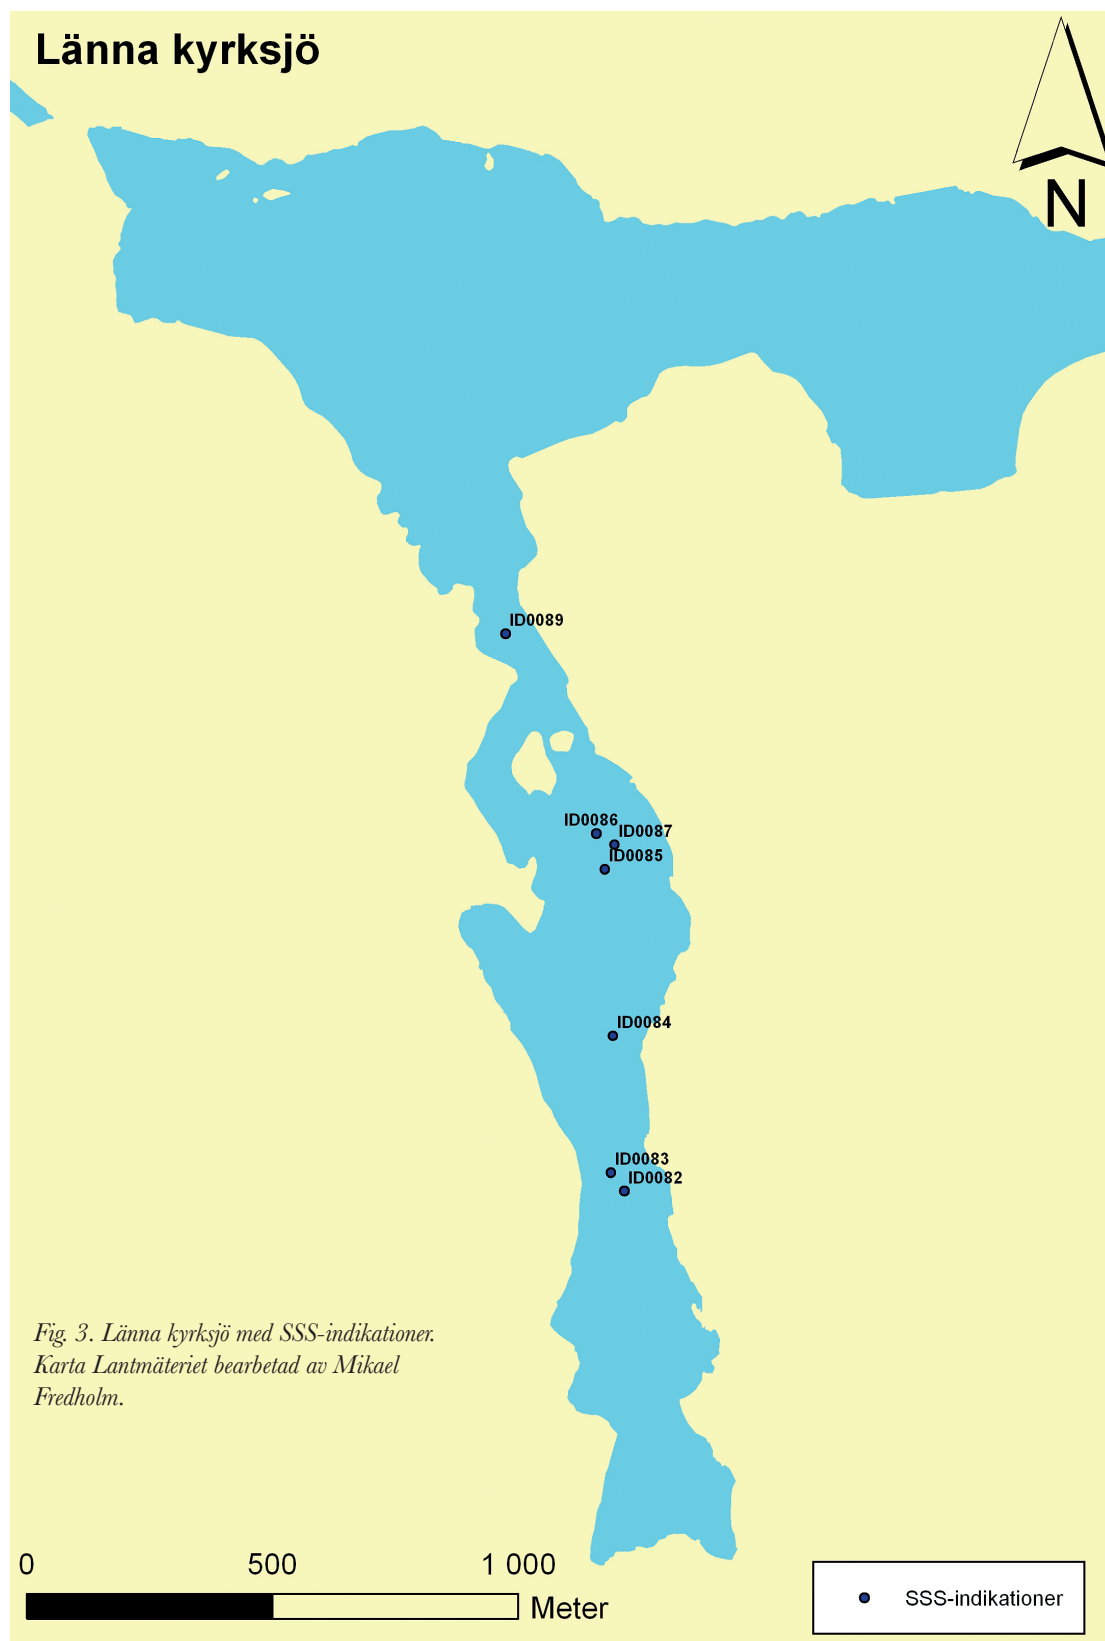 Länna kyrksjö
N
ID0089
ID0086
ID0087
ID0085
ID0084
ID0083
ID0082
Fig. 3. Länna kyrksjö med SSS-indikationer.
Karta Lantmäteriet bearbetad av Mikael
Fredholm.
0 500 1 000
Meter
SSS-indikationer